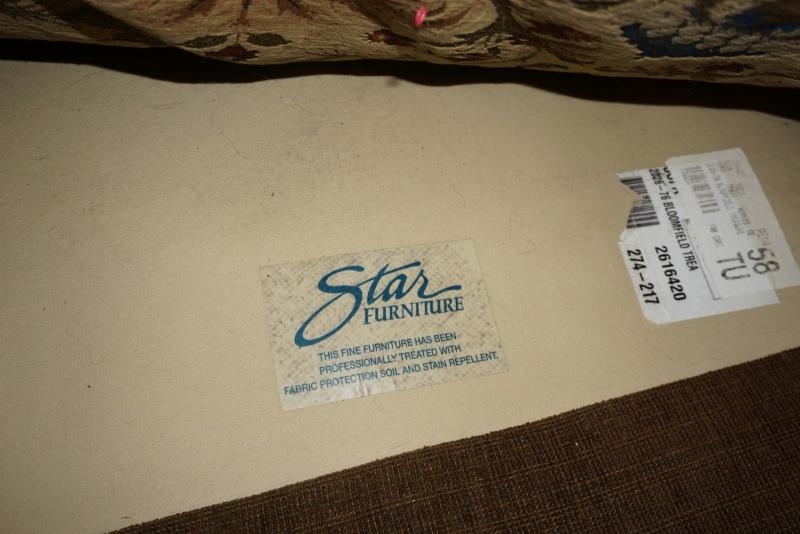 Star
FURNITURE
THIS FINE FURNITURE HAS BEEN
PROFESSIONALLY TREATED WITH
FABRIC PROTECTION SOIL AND STAIN REPELLENT.
2026-76 BLOOMFIELD TREA
2616420
274-217
58
TU